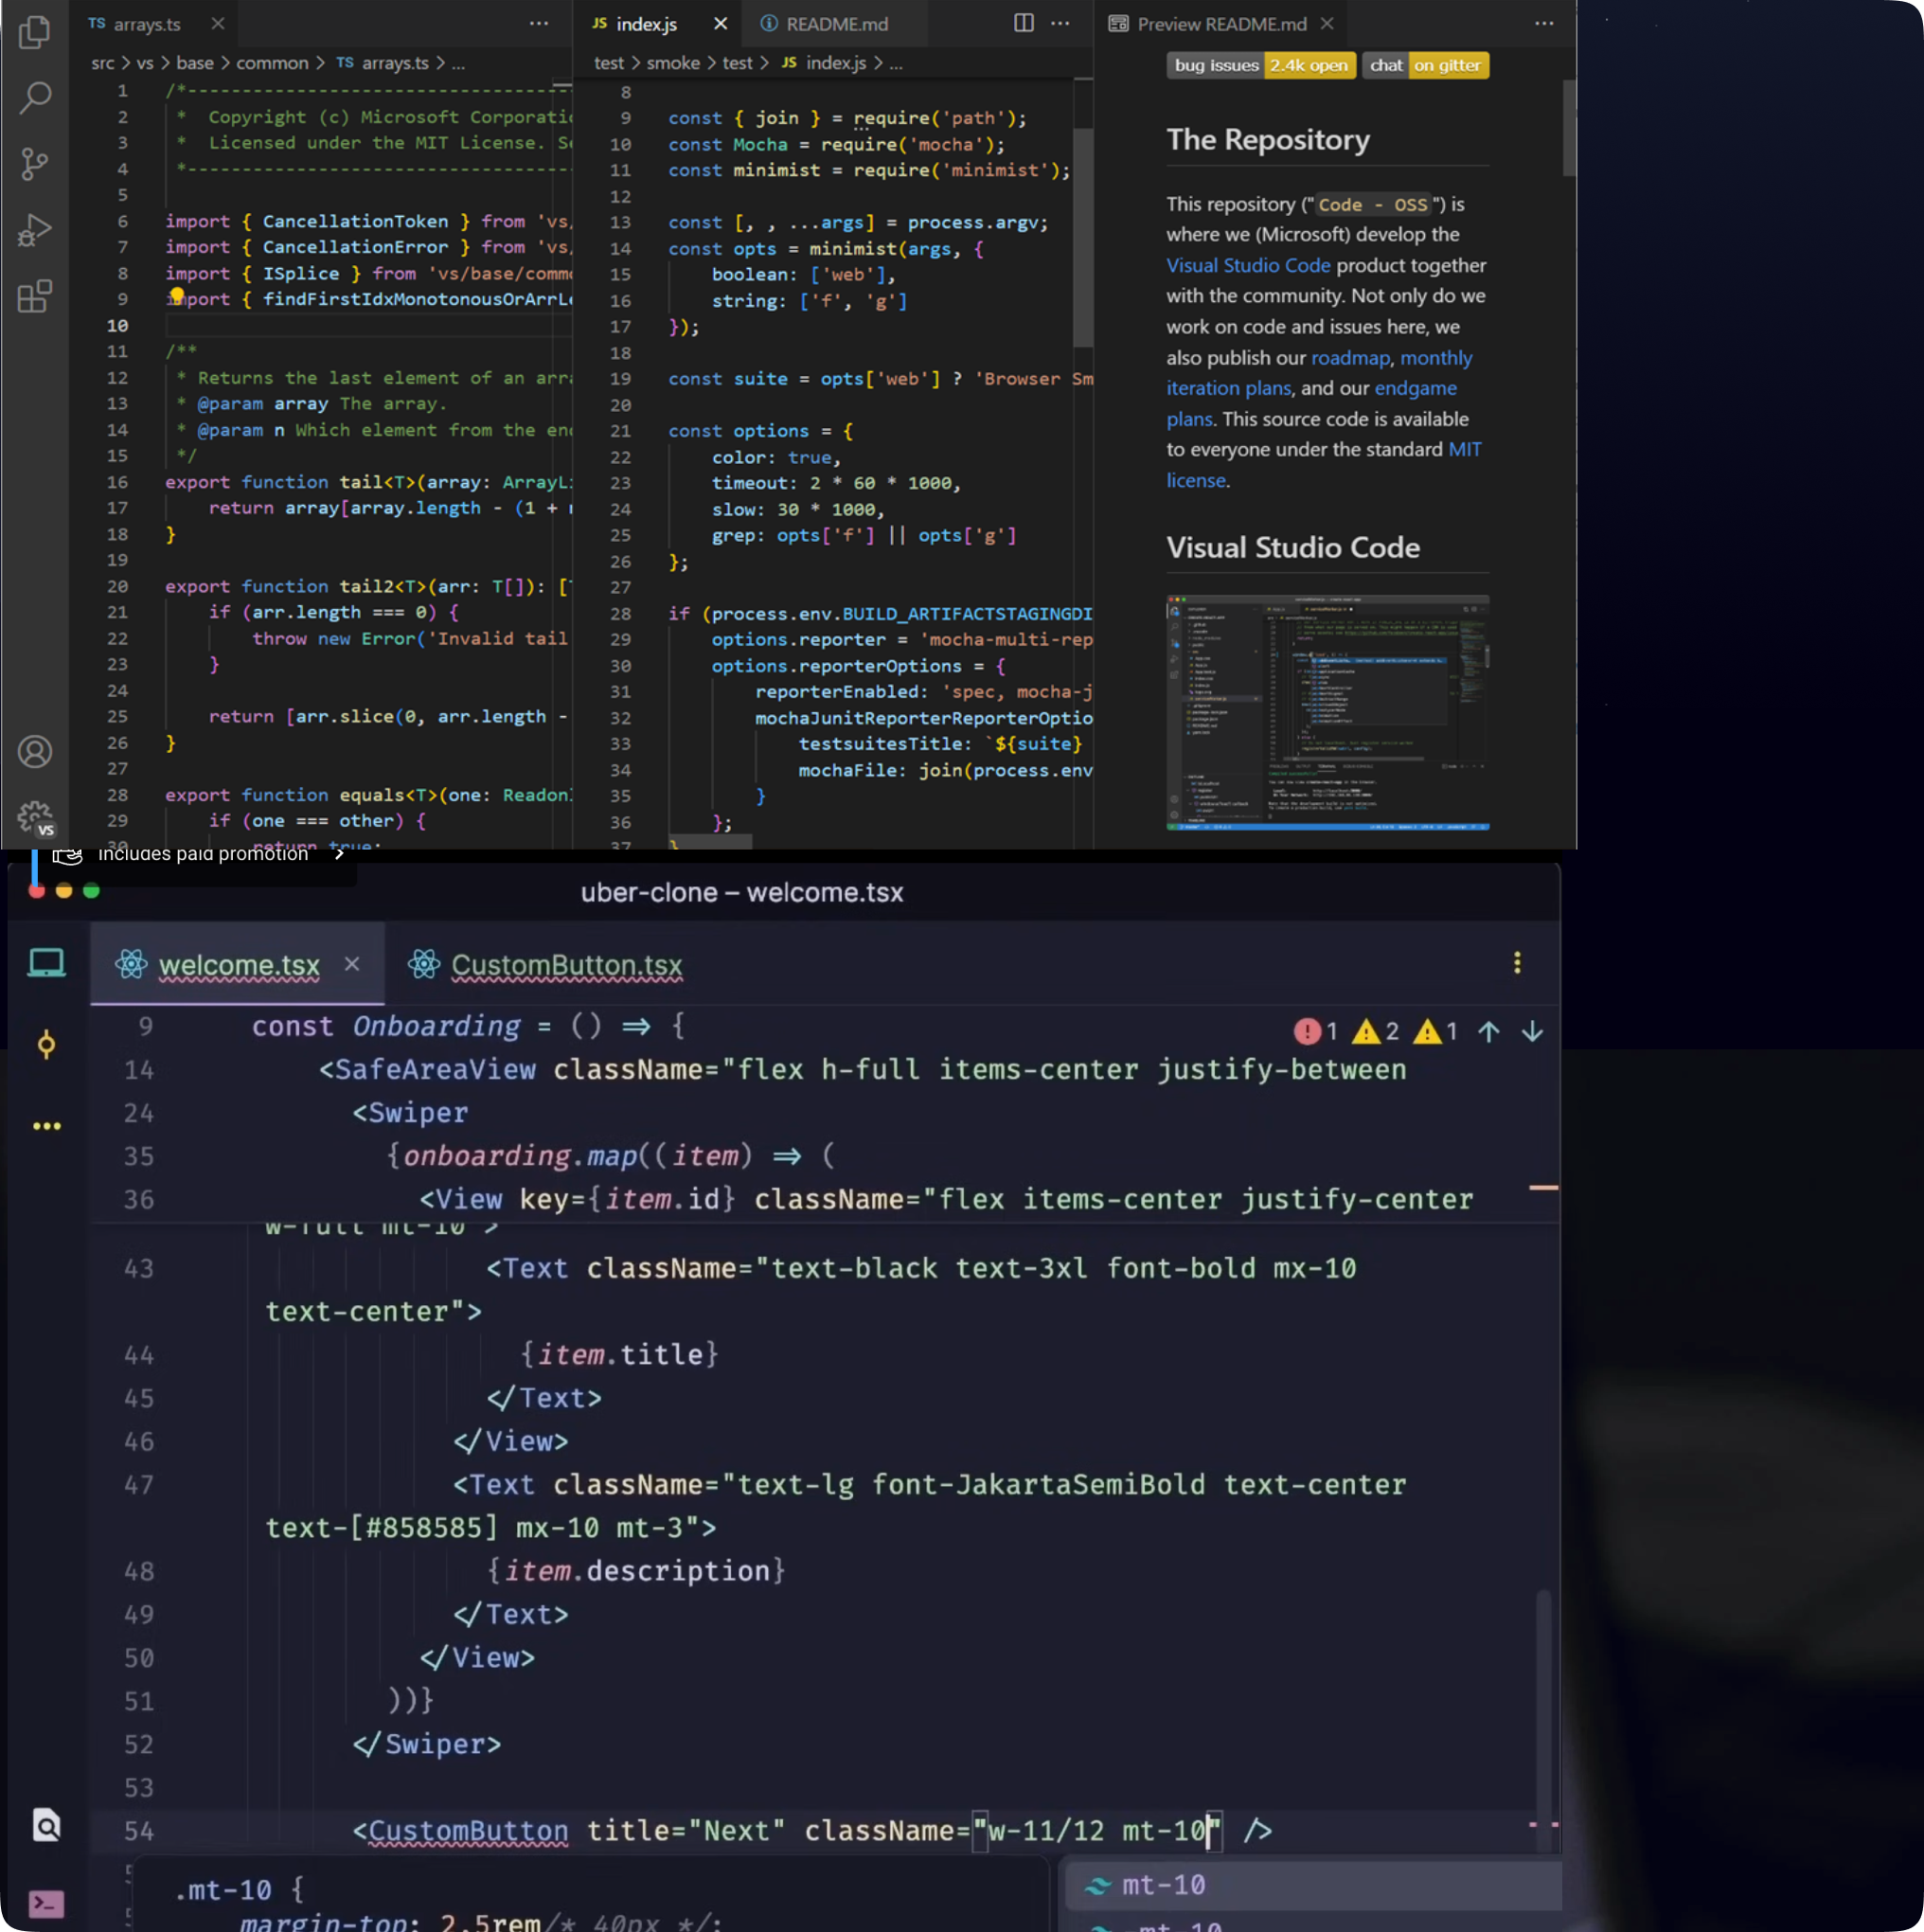 TS arrays.ts
src > vs > base > common > TS arrays.ts > ...
1 /*-----------------------------------
2 * Copyright (c) Microsoft Corporatio
3 * Licensed under the MIT License. Se
4 *-----------------------------------
5
6 import { CancellationToken } from 'vs/
7 import { CancellationError } from 'vs/
8 import { ISplice } from 'vs/base/commo
9 import { findFirstIdxMonotonousOrArrLe
10
11 /**
12 * Returns the last element of an arra
13 * @param array The array.
14 * @param n Which element from the end
15 */
16 export function tail<T>(array: ArrayLi
17 return array[array.length - (1 + n
18 }
19
20 export function tail2<T>(arr: T[]): [T
21 if (arr.length === 0) {
22 throw new Error('Invalid tail
23 }
24
25 return [arr.slice(0, arr.length -
26 }
27
28 export function equals<T>(one: Readonl
29 if (one === other) {
30 return true;
VS
JS index.js
README.md
test > smoke > test > JS index.js > ...
8
9 const { join } = require('path');
10 const Mocha = require('mocha');
11 const minimist = require('minimist');
12
13 const [, , ...args] = process.argv;
14 const opts = minimist(args, {
15 boolean: ['web'],
16 string: ['f', 'g']
17 });
18
19 const suite = opts['web'] ? 'Browser Sm
20
21 const options = {
22 color: true,
23 timeout: 2 * 60 * 1000,
24 slow: 30 * 1000,
25 grep: opts['f'] || opts['g']
26 };
27
28 if (process.env.BUILD_ARTIFACTSTAGINGDI
29 options.reporter = 'mocha-multi-rep
30 options.reporterOptions = {
31 reporterEnabled: 'spec, mocha-j
32 mochaJunitReporterReporterOptio
33 testsuitesTitle: `${suite}
34 mochaFile: join(process.env
35 }
36 };
37 }
Preview README.md
bug issues 2.4k open chat on gitter
The Repository
This repository ("Code - OSS") is
where we (Microsoft) develop the
Visual Studio Code product together
with the community. Not only do we
work on code and issues here, we
also publish our roadmap, monthly
iteration plans, and our endgame
plans. This source code is available
to everyone under the standard MIT
license.
Visual Studio Code
Includes paid promotion >
uber-clone – welcome.tsx
welcome.tsx
CustomButton.tsx
1 2 1
9 const Onboarding = () => {
14 <SafeAreaView className="flex h-full items-center justify-between
24 <Swiper
35 {onboarding.map((item) => (
36 <View key={item.id} className="flex items-center justify-center
w-full mt-10">
43 <Text className="text-black text-3xl font-bold mx-10
text-center">
44 {item.title}
45 </Text>
46 </View>
47 <Text className="text-lg font-JakartaSemiBold text-center
text-[#858585] mx-10 mt-3">
48 {item.description}
49 </Text>
50 </View>
51 ))}
52 </Swiper>
53
54 <CustomButton title="Next" className="w-11/12 mt-10" />
.mt-10 {
margin-top: 2.5rem/* 40px */;
mt-10
-mt-10